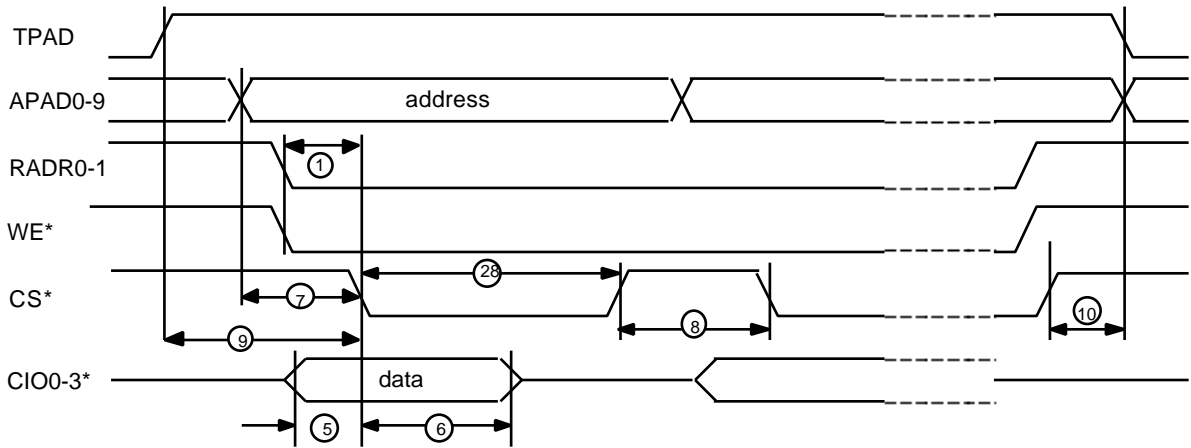 TPAD
APAD0-9 address
RADR0-1 1
WE*
CS* 7 28 8 10
9
CIO0-3* data
5 6